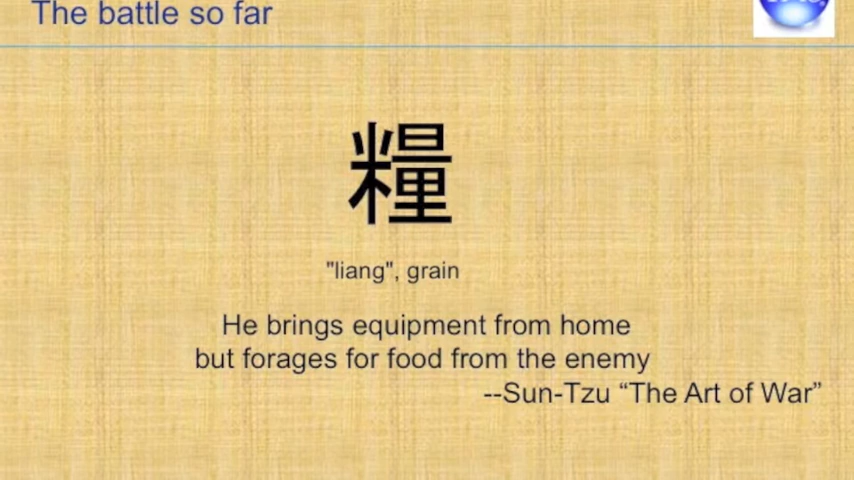 The battle so far
糧
"liang", grain
He brings equipment from home
but forages for food from the enemy
--Sun-Tzu “The Art of War”